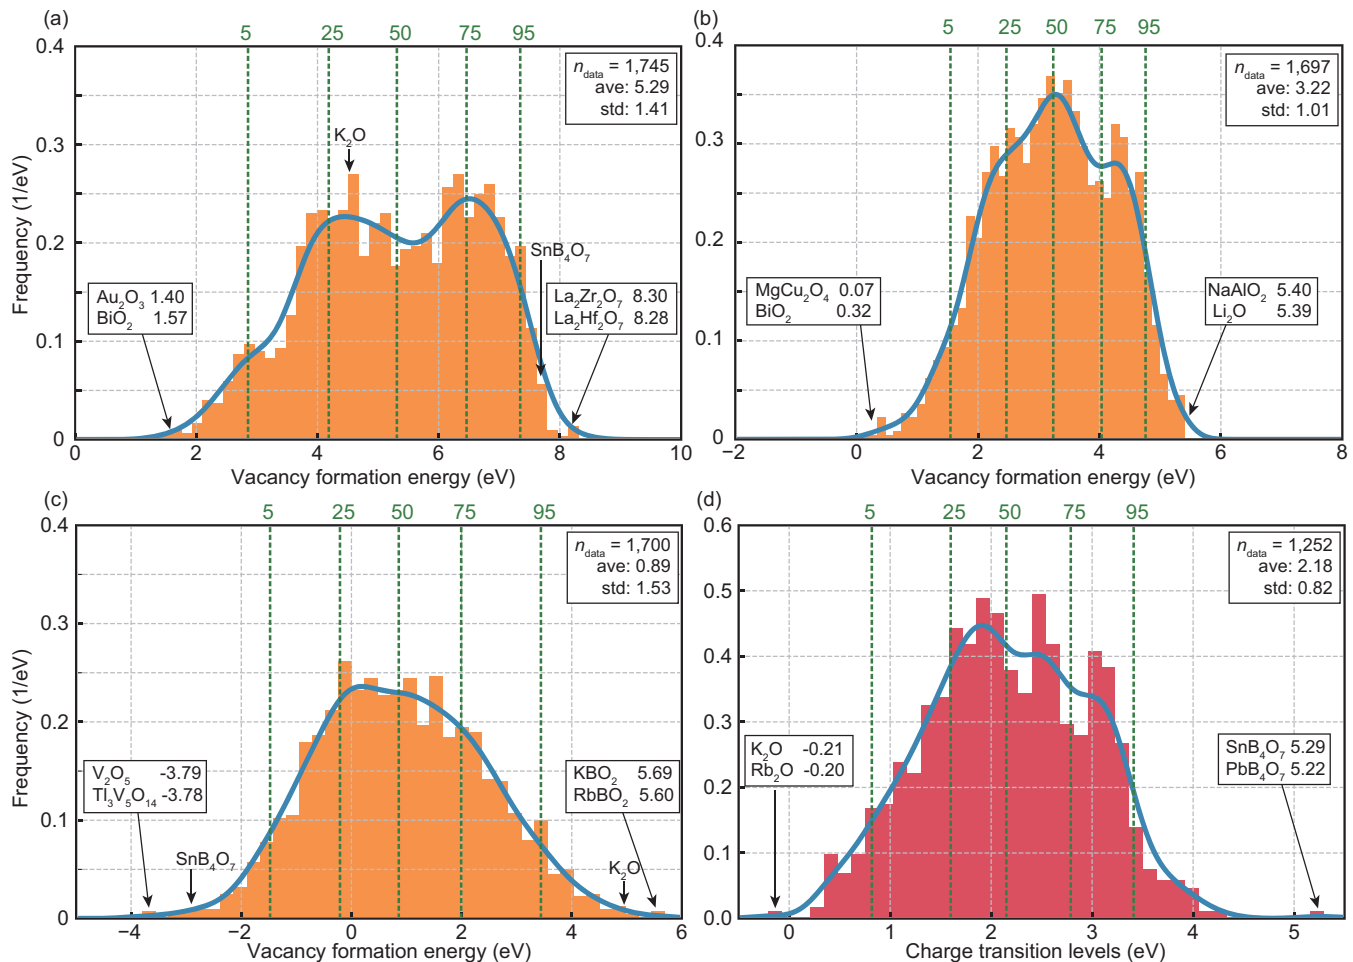 (a)
5 25 50 75 95
0.4
0.3
0.2
0.1
0
Frequency (1/eV)
n_data = 1,745
ave: 5.29
std: 1.41
K₂O
SnB₄O₇
Au₂O₃ 1.40
BiO₂ 1.57
La₂Zr₂O₇ 8.30
La₂Hf₂O₇ 8.28
0 2 4 6 8 10
Vacancy formation energy (eV)
(b)
5 25 50 75 95
0.4
0.3
0.2
0.1
0
n_data = 1,697
ave: 3.22
std: 1.01
MgCu₂O₄ 0.07
BiO₂ 0.32
NaAlO₂ 5.40
Li₂O 5.39
−2 0 2 4 6 8
Vacancy formation energy (eV)
(c)
5 25 50 75 95
0.4
0.3
0.2
0.1
0
Frequency (1/eV)
n_data = 1,700
ave: 0.89
std: 1.53
V₂O₅ -3.79
Tl₃V₅O₁₄ -3.78
SnB₄O₇
KBO₂ 5.69
RbBO₂ 5.60
K₂O
−4 −2 0 2 4 6
Vacancy formation energy (eV)
(d)
5 25 50 75 95
0.6
0.5
0.4
0.3
0.2
0.1
0.0
n_data = 1,252
ave: 2.18
std: 0.82
K₂O -0.21
Rb₂O -0.20
SnB₄O₇ 5.29
PbB₄O₇ 5.22
0 1 2 3 4 5
Charge transition levels (eV)